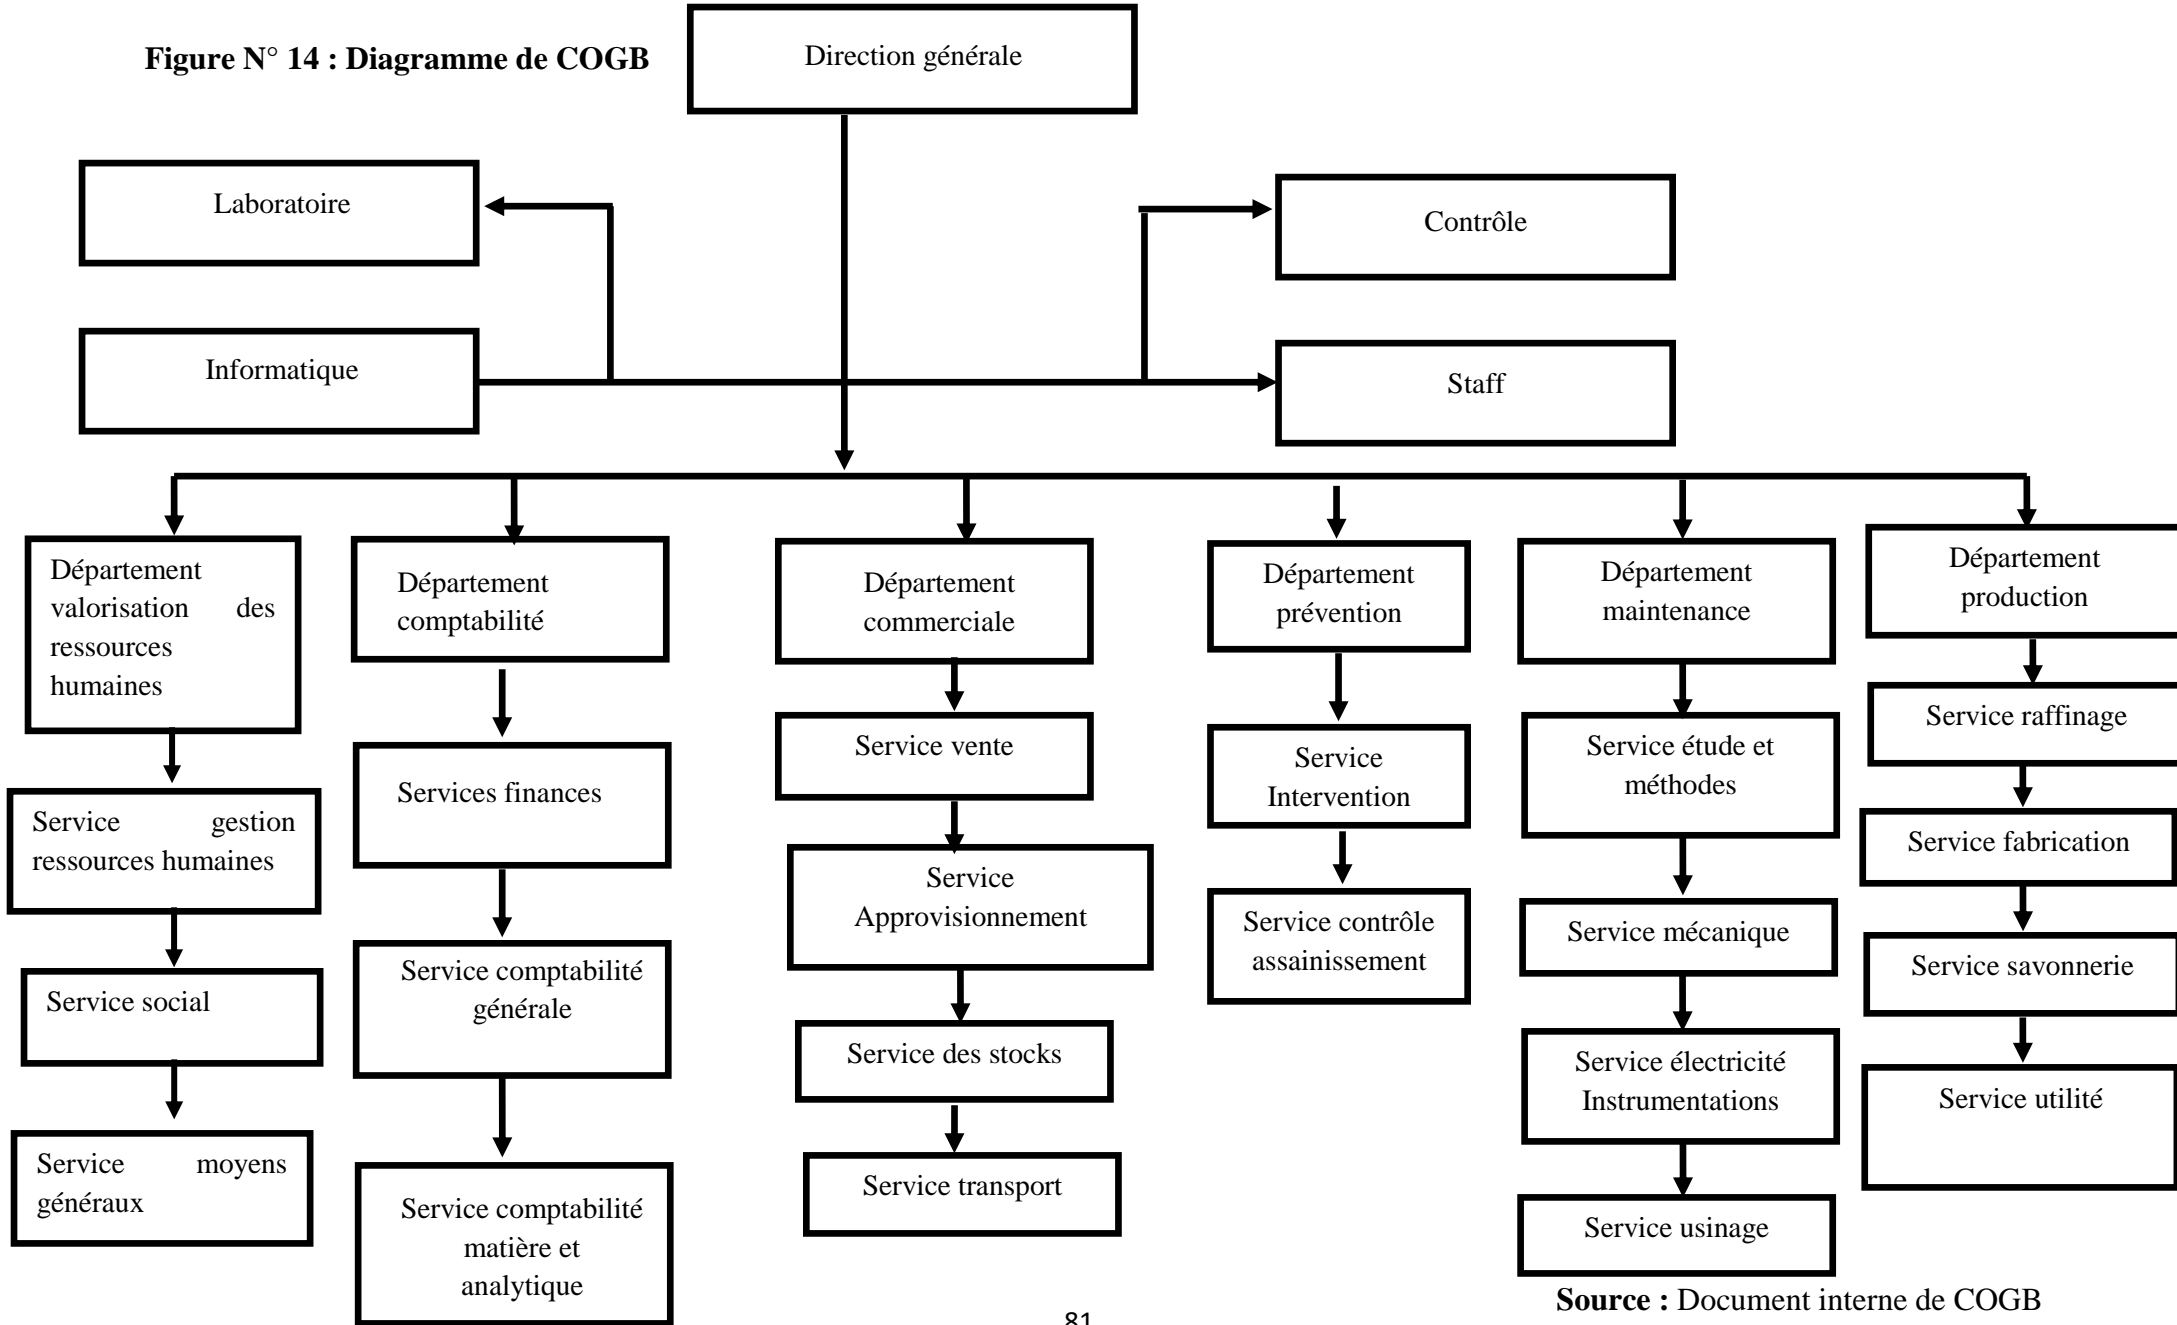 Figure N° 14 : Diagramme de COGB
Direction générale
Laboratoire
Contrôle
Informatique
Staff
Département
valorisation des
ressources
humaines
Service gestion
ressources humaines
Service social
Service moyens
généraux
Département
comptabilité
Services finances
Service comptabilité
générale
Service comptabilité
matière et
analytique
Département
commerciale
Service vente
Service
Approvisionnement
Service des stocks
Service transport
Département
prévention
Service
Intervention
Service contrôle
assainissement
Département
maintenance
Service étude et
méthodes
Service mécanique
Service électricité
Instrumentations
Service usinage
Département
production
Service raffinage
Service fabrication
Service savonnerie
Service utilité
Source : Document interne de COGB
81